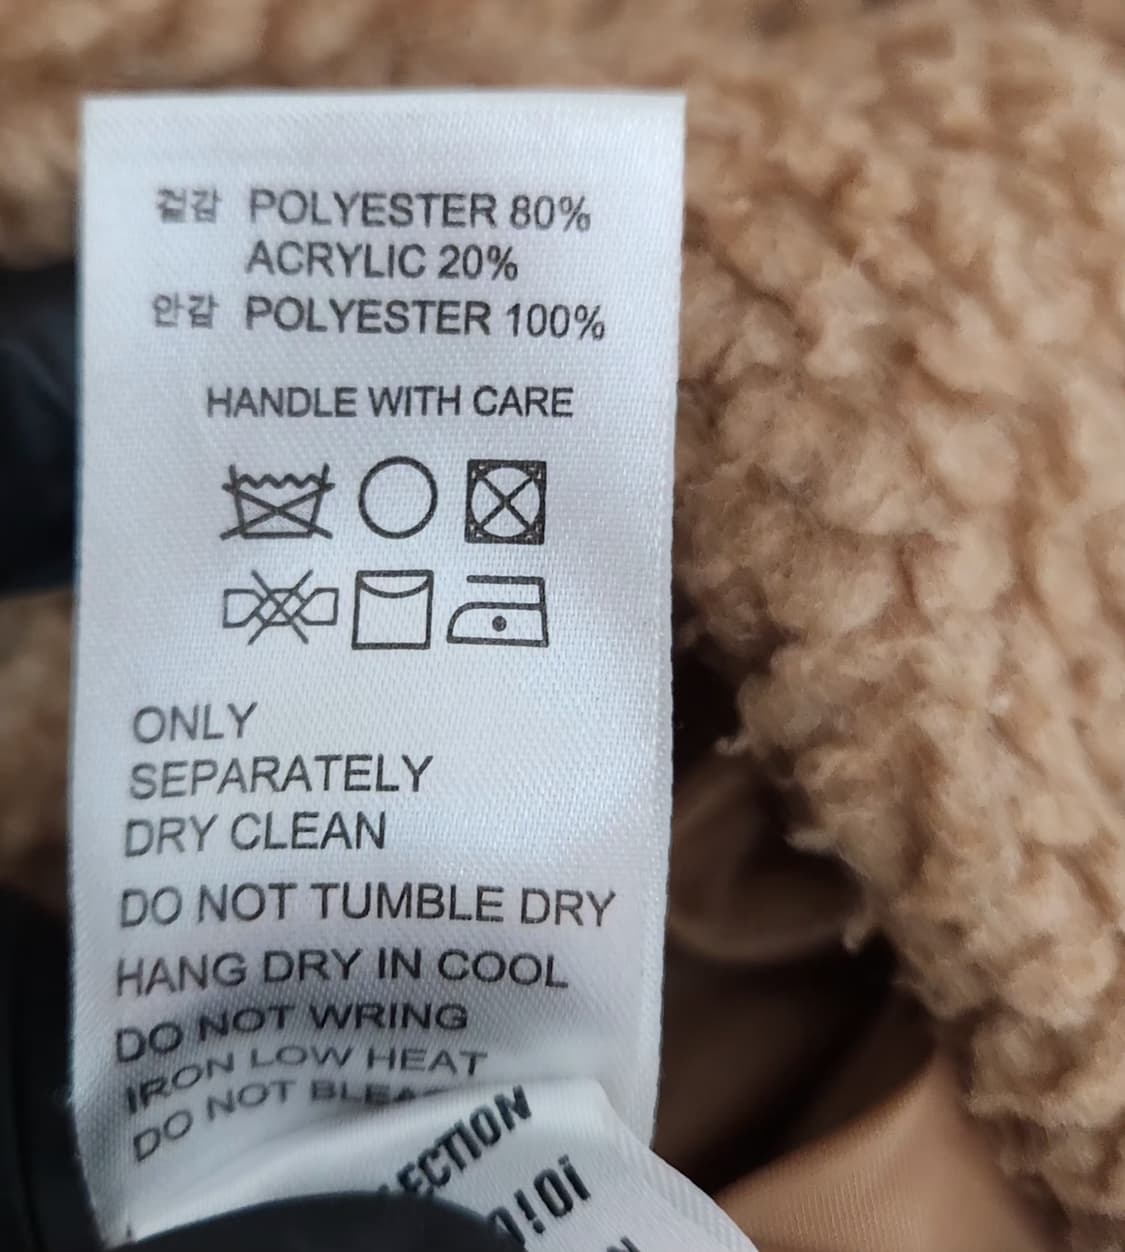 겉감 POLYESTER 80%
ACRYLIC 20%
안감 POLYESTER 100%
HANDLE WITH CARE
ONLY
SEPARATELY
DRY CLEAN
DO NOT TUMBLE DRY
HANG DRY IN COOL
DO NOT WRING
IRON LOW HEAT
DO NOT